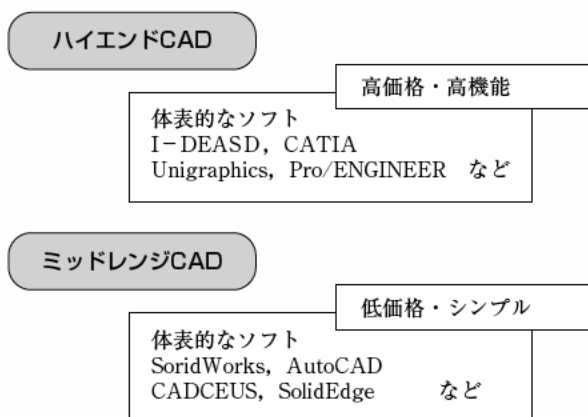 ハイエンドCAD
高価格・高機能
体表的なソフト
I－DEASD，CATIA
Unigraphics，Pro/ENGINEER　など
ミッドレンジCAD
低価格・シンプル
体表的なソフト
SoridWorks，AutoCAD
CADCEUS，SolidEdge　など